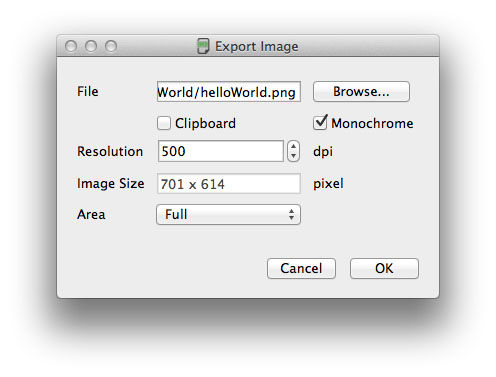 Export Image
File World/helloWorld.png Browse...
Clipboard Monochrome
Resolution 500 dpi
Image Size 701 x 614 pixel
Area Full
Cancel OK